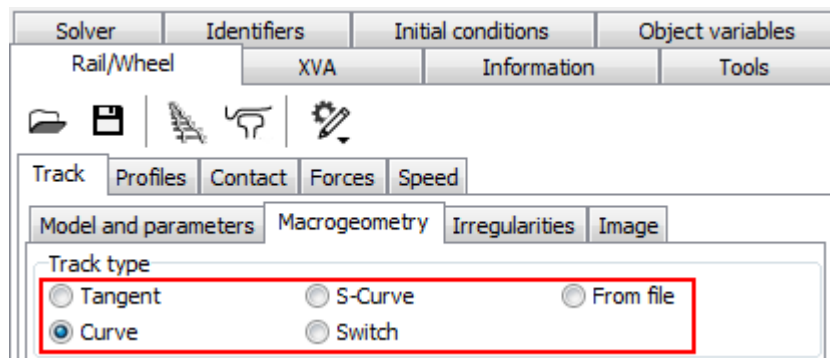 Solver Identifiers Initial conditions Object variables
Rail/Wheel XVA Information Tools
Track Profiles Contact Forces Speed
Model and parameters Macrogeometry Irregularities Image
Track type
Tangent S-Curve From file
Curve Switch